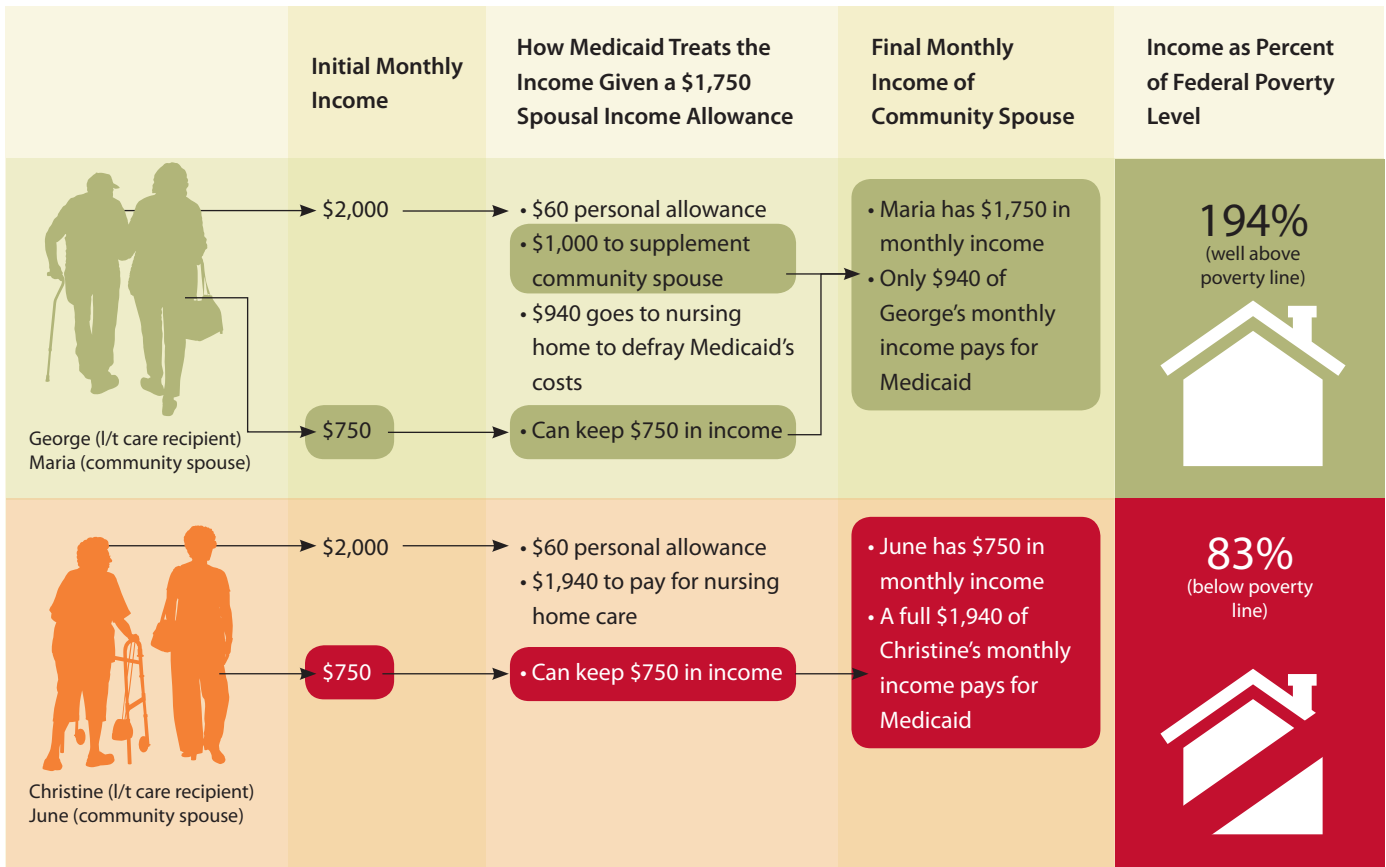 Initial Monthly
Income
How Medicaid Treats the
Income Given a $1,750
Spousal Income Allowance
Final Monthly
Income of
Community Spouse
Income as Percent
of Federal Poverty
Level
George (l/t care recipient)
Maria (community spouse)
$2,000
$750
• $60 personal allowance
• $1,000 to supplement
community spouse
• $940 goes to nursing
home to defray Medicaid's
costs
• Can keep $750 in income
• Maria has $1,750 in
monthly income
• Only $940 of
George's monthly
income pays for
Medicaid
194%
(well above
poverty line)
Christine (l/t care recipient)
June (community spouse)
$2,000
$750
• $60 personal allowance
• $1,940 to pay for nursing
home care
• Can keep $750 in income
• June has $750 in
monthly income
• A full $1,940 of
Christine's monthly
income pays for
Medicaid
83%
(below poverty
line)